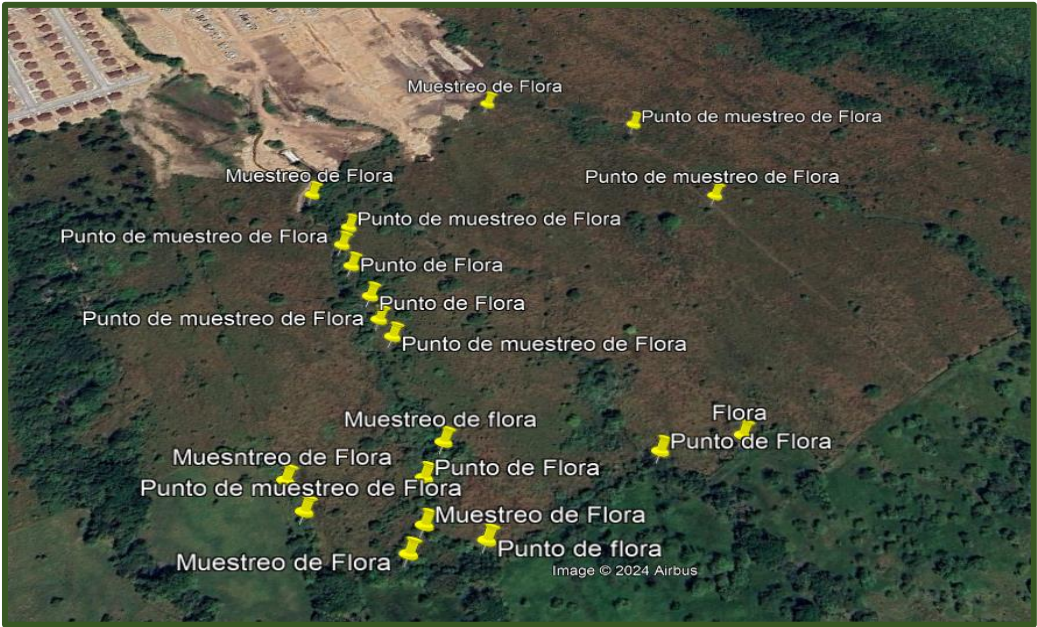 Muestreo de Flora
Punto de muestreo de Flora
Muestreo de Flora
Punto de muestreo de Flora
Punto de muestreo de Flora
Punto de muestreo de Flora
Punto de Flora
Punto de Flora
Punto de muestreo de Flora
Punto de muestreo de Flora
Flora
Muestreo de flora
Punto de Flora
Muesntreo de Flora
Punto de Flora
Punto de muestreo de Flora
Muestreo de Flora
Punto de flora
Muestreo de Flora
Image © 2024 Airbus